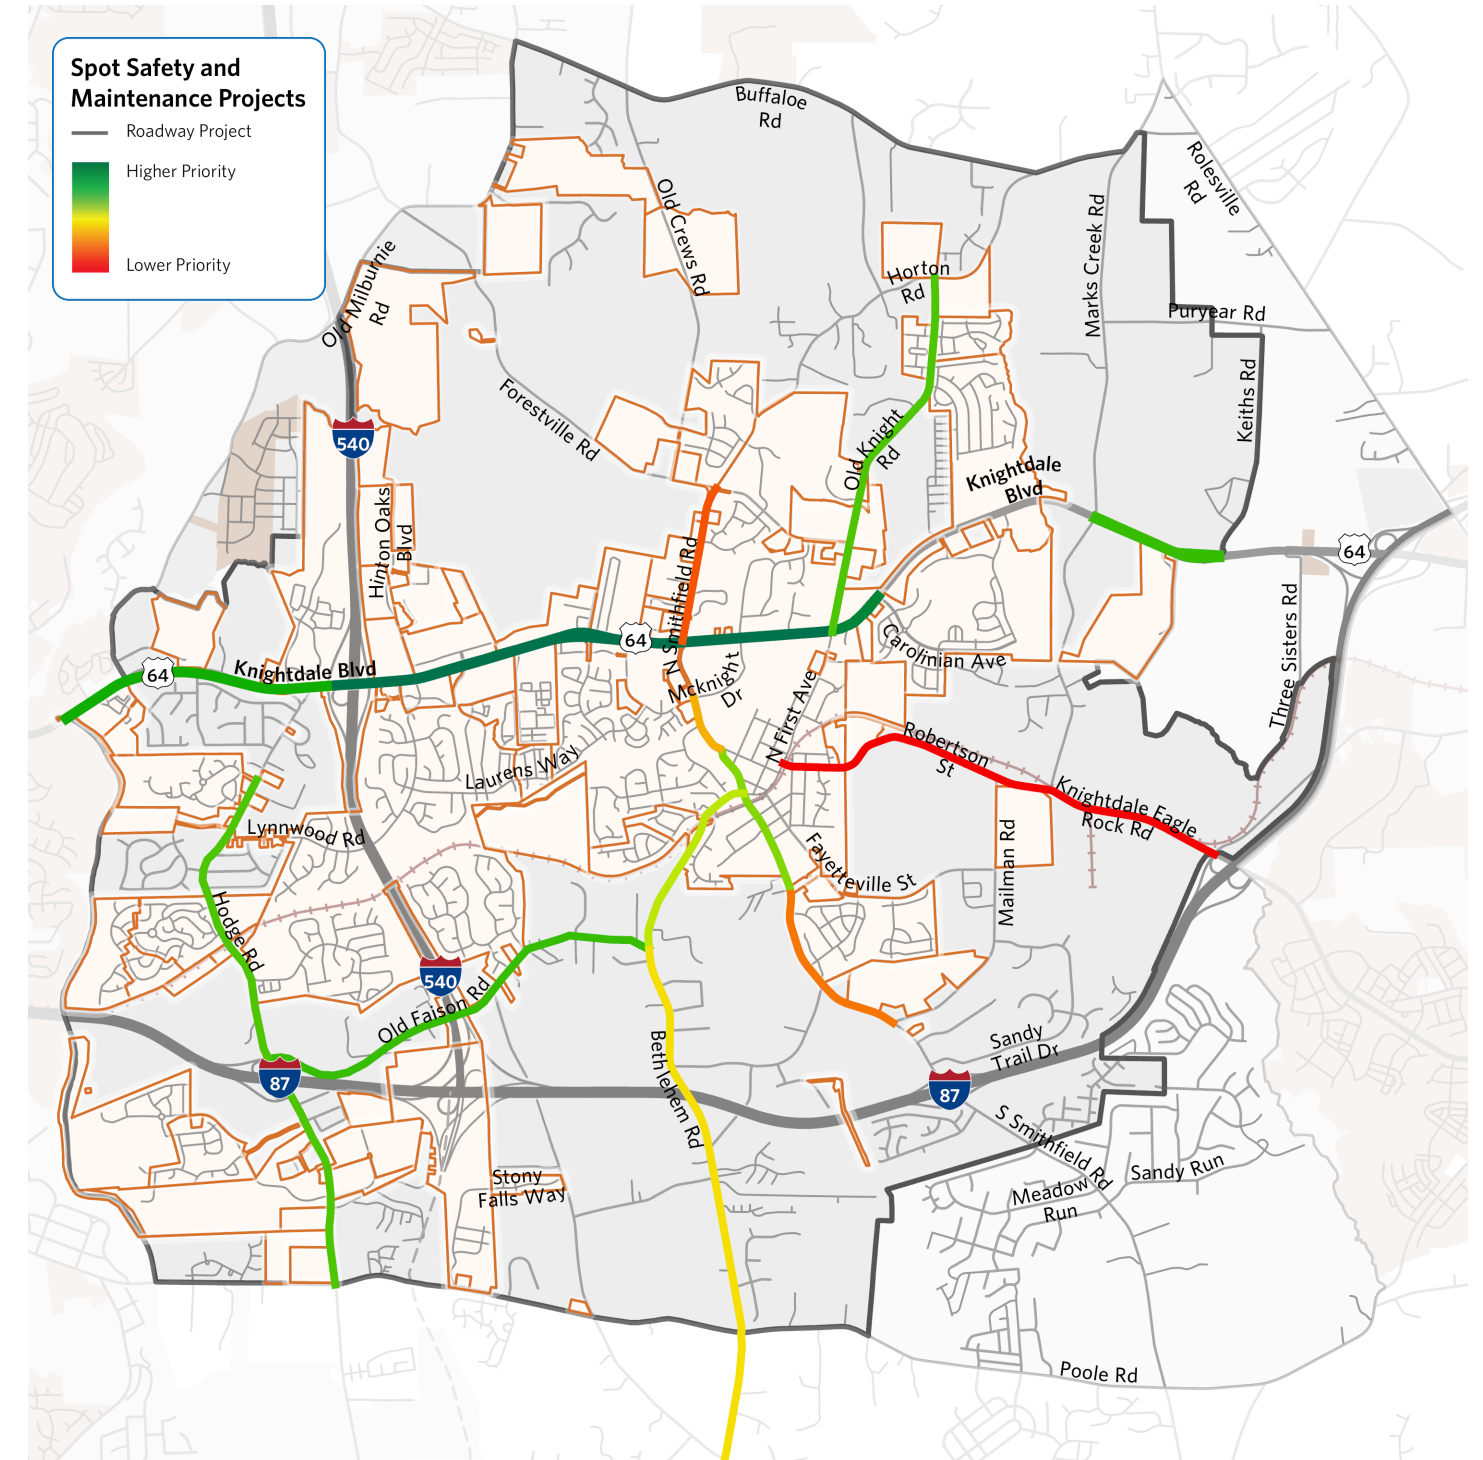 Spot Safety and
Maintenance Projects
Roadway Project
Higher Priority
Lower Priority
Buffaloe
Rd
Rolesville
Rd
Old Crews Rd
Marks Creek Rd
Old Milburnie
Rd
Horton
Rd
Puryear Rd
Keiths Rd
Forestville Rd
Old Knight
Rd
540
Knightdale
Blvd
Hinton Oaks
Blvd
64
N Smithfield Rd
64
Three Sisters Rd
Carolinian Ave
64
Knightdale Blvd
Mcknight
Dr
N First Ave
Robertson
St
Laurens Way
Knightdale Eagle
Rock Rd
Lynnwood Rd
Mailman Rd
Fayetteville St
Hodge Rd
540
Old Faison Rd
Bethlehem Rd
Sandy
Trail Dr
87
87
S Smithfield Rd
Sandy Run
Stony
Falls Way
Meadow
Run
Poole Rd